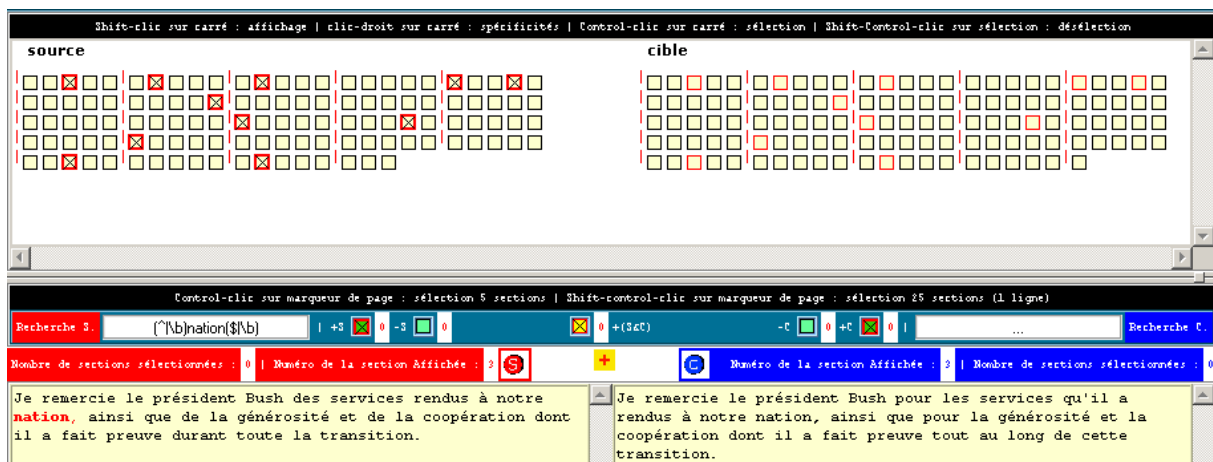 Shift-clic sur carré : affichage | clic-droit sur carré : spécificités | Control-clic sur carré : sélection | Shift-Control-clic sur sélection : désélection
source
cible
Control-clic sur marqueur de page : sélection 5 sections | Shift-control-clic sur marqueur de page : sélection 25 sections (1 ligne)
Recherche S. (^|\b)nation($|\b) | +S 0 -S 0 0 +(S&C) -C 0 +C 0 | ... Recherche C.
Nombre de sections sélectionnées : 0 | Numéro de la section Affichée : 3 S + C Numéro de la section Affichée : 3 | Nombre de sections sélectionnées : 0
Je remercie le président Bush des services rendus à notre
nation, ainsi que de la générosité et de la coopération dont
il a fait preuve durant toute la transition.
Je remercie le président Bush pour les services qu'il a
rendus à notre nation, ainsi que pour la générosité et la
coopération dont il a fait preuve tout au long de cette
transition.